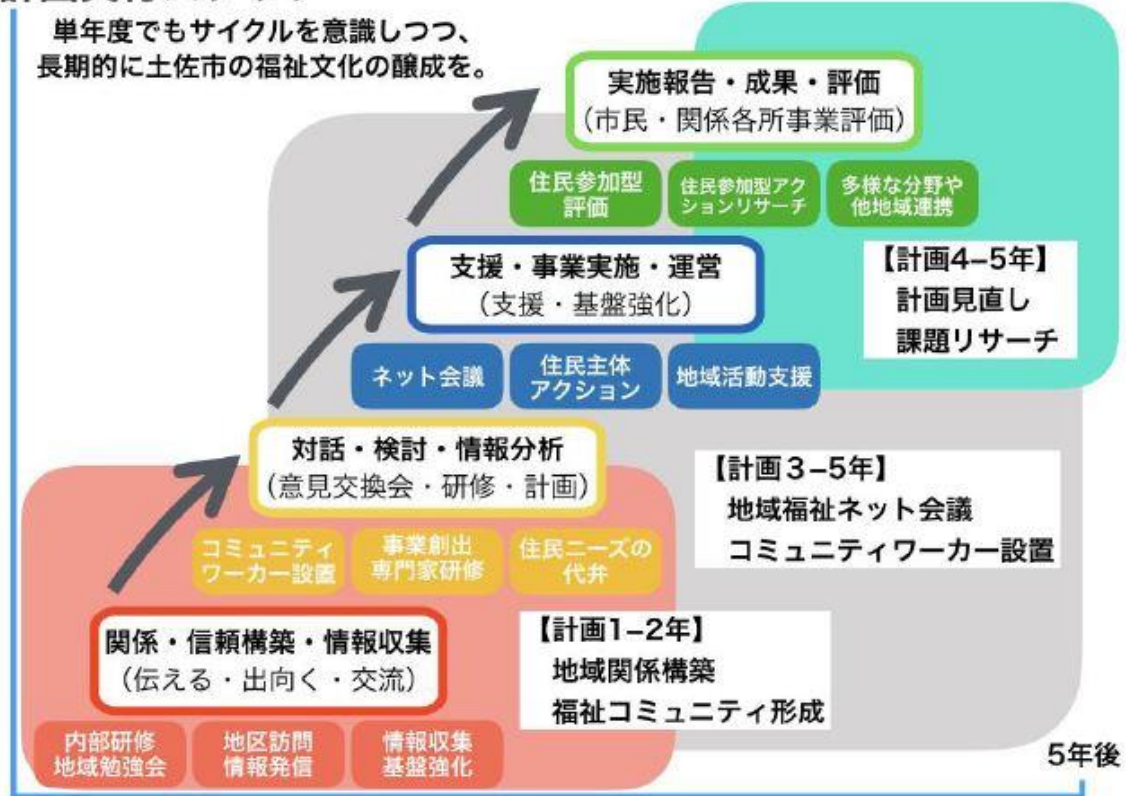 単年度でもサイクルを意識しつつ、
長期的に土佐市の福祉文化の醸成を。
実施報告・成果・評価
（市民・関係各所事業評価）
住民参加型
評価
住民参加型アク
ションリサーチ
多様な分野や
他地域連携
支援・事業実施・運営
（支援・基盤強化）
【計画4–5年】
計画見直し
課題リサーチ
ネット会議
住民主体
アクション
地域活動支援
対話・検討・情報分析
（意見交換会・研修・計画）
【計画３–5年】
地域福祉ネット会議
コミュニティワーカー設置
コミュニティ
ワーカー設置
事業創出
専門家研修
住民ニーズの
代弁
関係・信頼構築・情報収集
（伝える・出向く・交流）
【計画1–2年】
地域関係構築
福祉コミュニティ形成
内部研修
地域勉強会
地区訪問
情報発信
情報収集
基盤強化
5年後